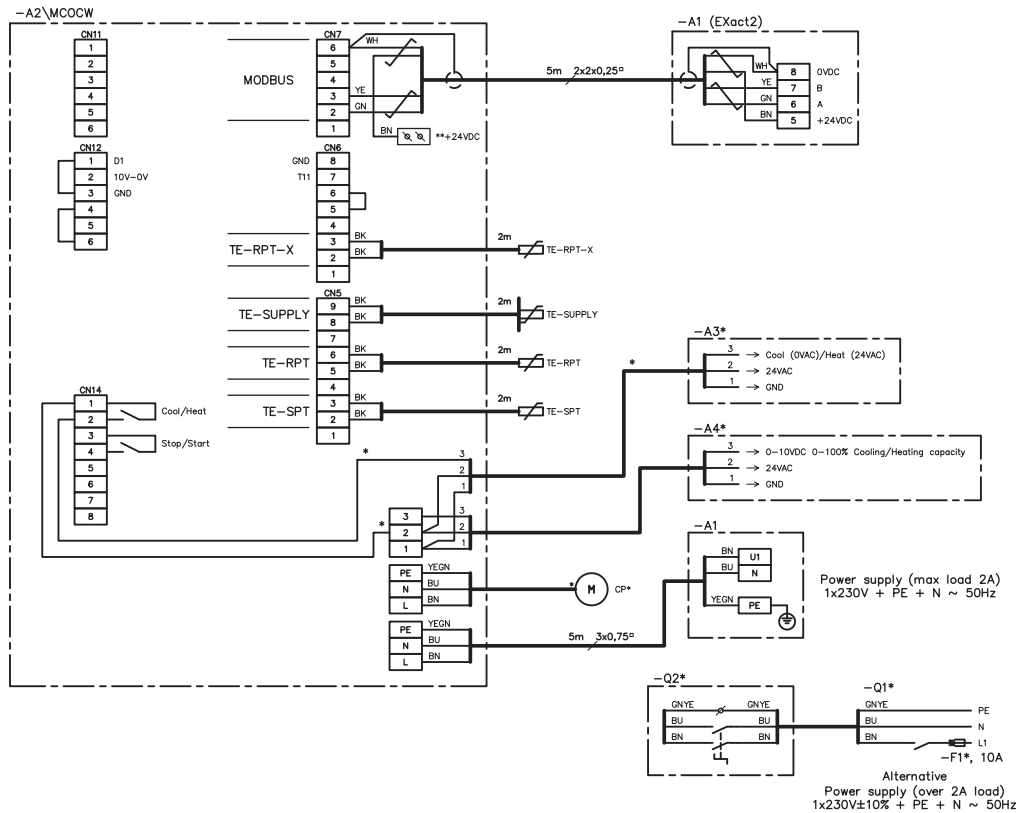 -A2\MCOCW
CN11
1
2
3
4
5
6
CN12
1 D1
2 10V-0V
3 GND
4
5
6
CN14
1
2
Cool/Heat
3
4
Stop/Start
5
6
7
8
MODBUS
CN7
6 WH
5
4
3 YE
2 GN
1
BN **+24VDC
CN6
GND 8
T11 7
6
5
4
TE-RPT-X
3 BK
2 BK
1
2m
TE-RPT-X
CN5
TE-SUPPLY
9 BK
8 BK
7
2m
TE-SUPPLY
TE-RPT
6 BK
5 BK
4
2m
TE-RPT
TE-SPT
3 BK
2 BK
1
2m
TE-SPT
5m 2x2x0,25¤
-A1 (EXact2)
WH 8 0VDC
YE 7 B
GN 6 A
BN 5 +24VDC
*
3
2
1
*
3 3
2 2
1 1
*
-A3*
3 Cool (0VAC)/Heat (24VAC)
2 24VAC
1 GND
-A4*
3 0-10VDC 0-100% Cooling/Heating capacity
2 24VAC
1 GND
PE YEGN
N BU
L BN
* M CP*
PE YEGN
N BU
L BN
5m 3x0,75¤
-A1
BN U1
BU N
YEGN PE
Power supply (max load 2A)
1x230V + PE + N ~ 50Hz
-Q2*
GNYE GNYE
BU BU
BN BN
-Q1*
GNYE PE
BU N
BN L1
-F1*, 10A
Alternative
Power supply (over 2A load)
1x230V±10% + PE + N ~ 50Hz